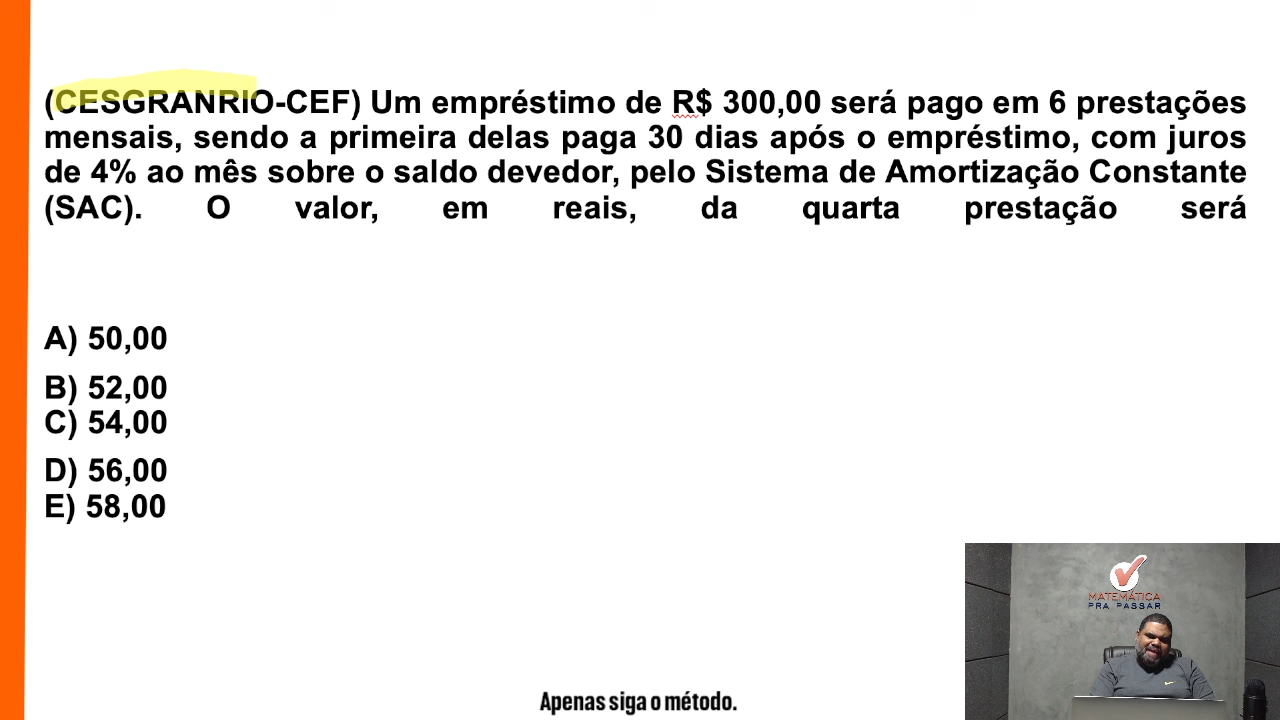 (CESGRANRIO-CEF) Um empréstimo de R$ 300,00 será pago em 6 prestações
mensais, sendo a primeira delas paga 30 dias após o empréstimo, com juros
de 4% ao mês sobre o saldo devedor, pelo Sistema de Amortização Constante
(SAC). O valor, em reais, da quarta prestação será
A) 50,00
B) 52,00
C) 54,00
D) 56,00
E) 58,00
MATEMÁTICA
PRA PASSAR
Apenas siga o método.